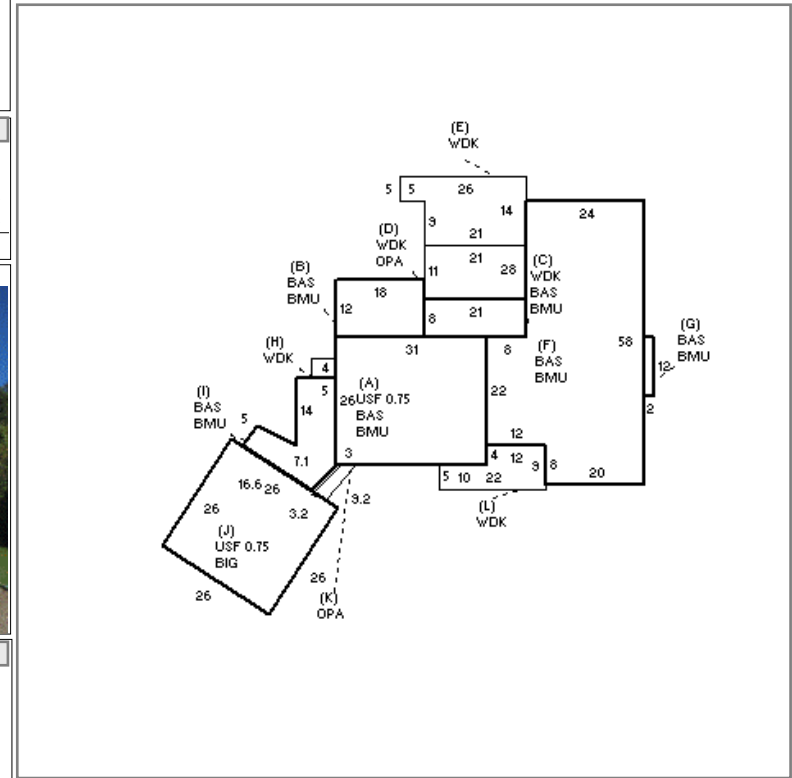 (E)
WDK
5
5
26
14
24
9
21
(D)
WDK
OPA
(B)
BAS
BMU
18
12
11
21
28
(C)
WDK
BAS
BMU
8
21
(H)
WDK
4
5
31
8
(F)
BAS
BMU
58
(G)
BAS
BMU
12
2
(I)
BAS
BMU
5
14
26
(A)
USF 0.75
BAS
BMU
22
12
7.1
3
4
12
9
8
5
10
22
20
(L)
WDK
16.6
26
3.2
9.2
26
(J)
USF 0.75
BIG
26
26
(K)
OPA